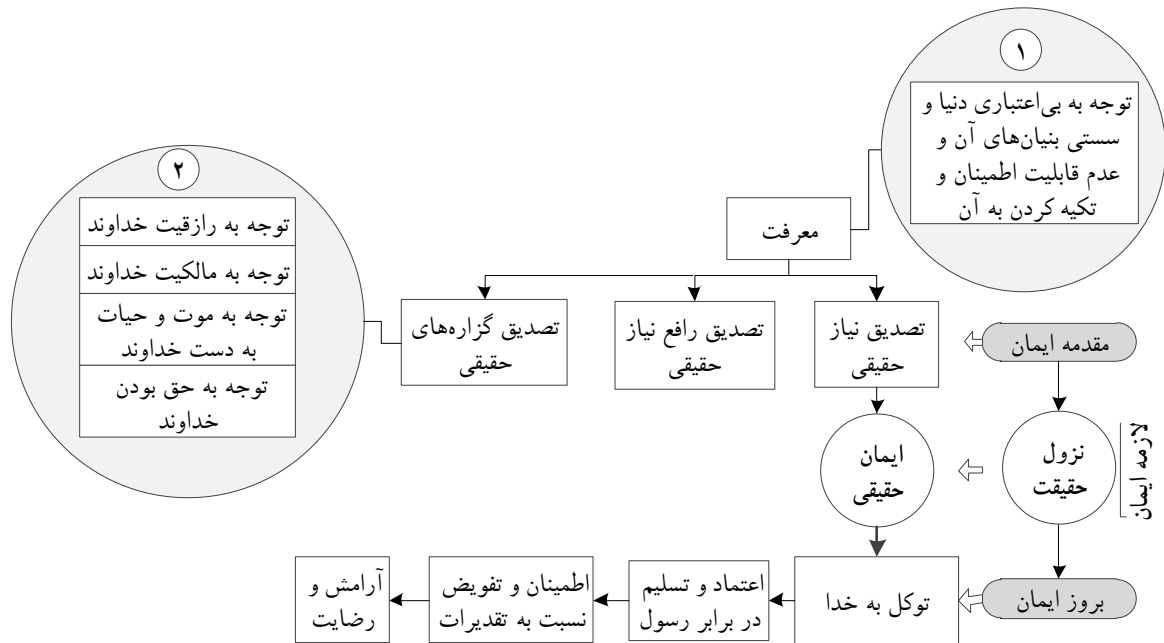 ۱
توجه به بی‌اعتباری دنیا و
سستی بنیان‌های آن و
عدم قابلیت اطمینان و
تکیه کردن به آن
۲
توجه به رازقیت خداوند
توجه به مالکیت خداوند
توجه به موت و حیات
به دست خداوند
توجه به حق بودن
خداوند
معرفت
تصدیق نیاز
حقیقی
تصدیق رافع نیاز
حقیقی
تصدیق گزاره‌های
حقیقی
مقدمه ایمان
نزول
حقیقت
لازمه ایمان
ایمان
حقیقی
بروز ایمان
توکل به خدا
اعتماد و تسلیم
در برابر رسول
اطمینان و تفویض
نسبت به تقدیرات
آرامش و
رضایت